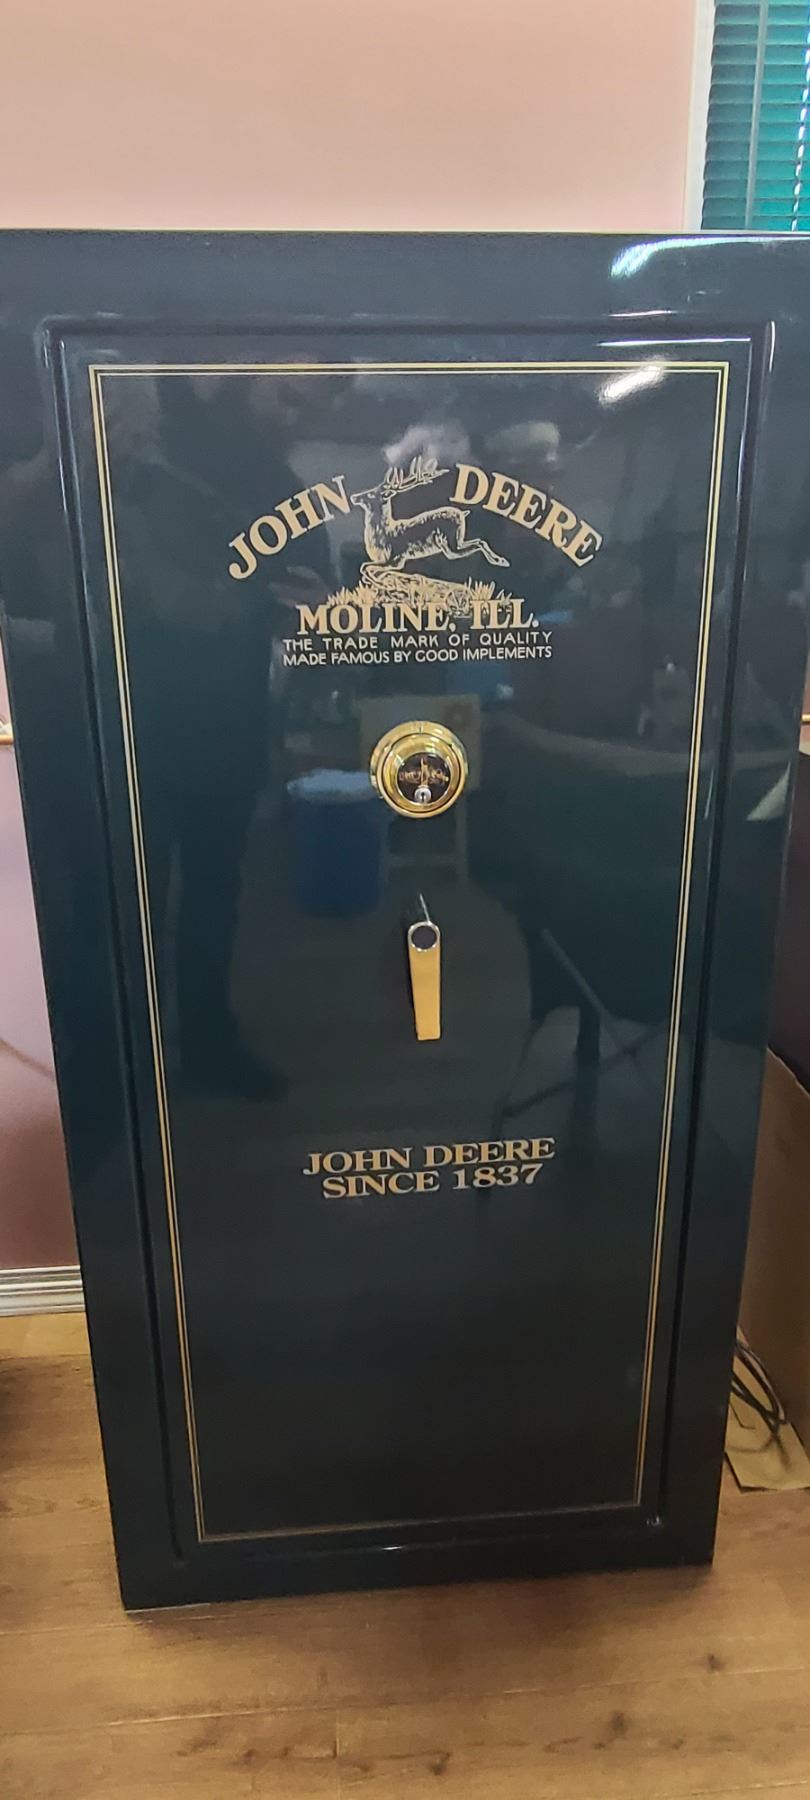 JOHN DEERE
MOLINE, ILL.
THE TRADE MARK OF QUALITY
MADE FAMOUS BY GOOD IMPLEMENTS
JOHN DEERE
SINCE 1837